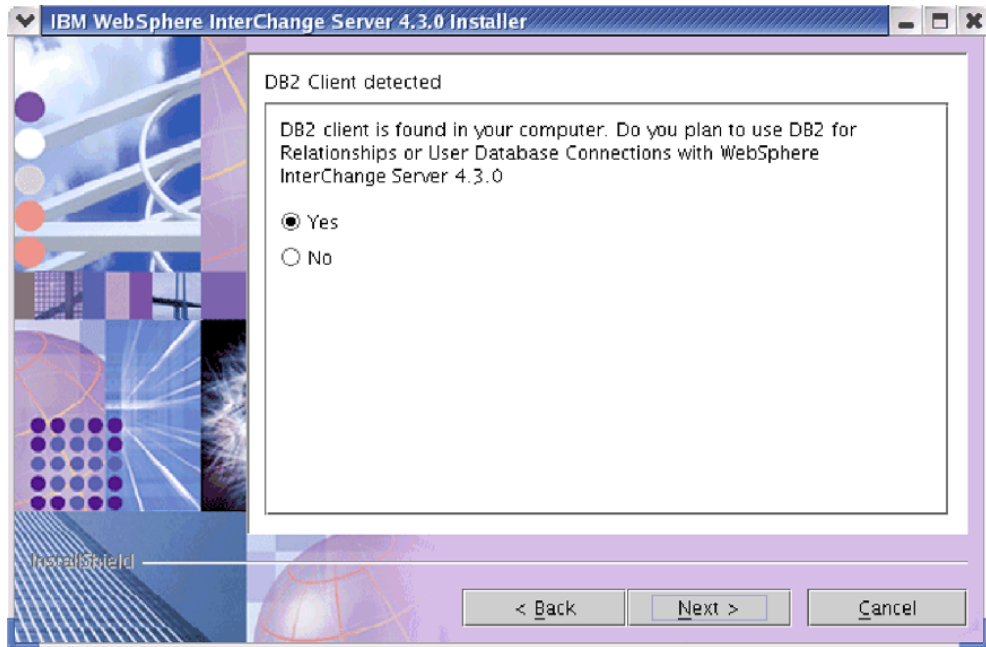 IBM WebSphere InterChange Server 4.3.0 Installer
DB2 Client detected
DB2 client is found in your computer. Do you plan to use DB2 for
Relationships or User Database Connections with WebSphere
InterChange Server 4.3.0
Yes
No
InstallShield
< Back
Next >
Cancel